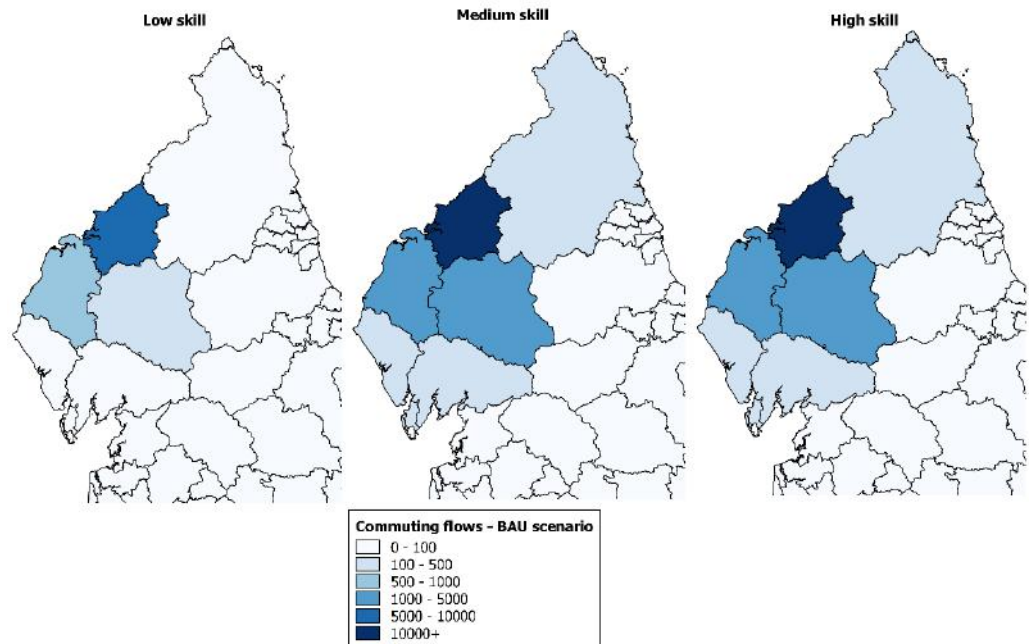 Low skill
Medium skill
High skill
Commuting flows - BAU scenario
0 - 100
100 - 500
500 - 1000
1000 - 5000
5000 - 10000
10000+